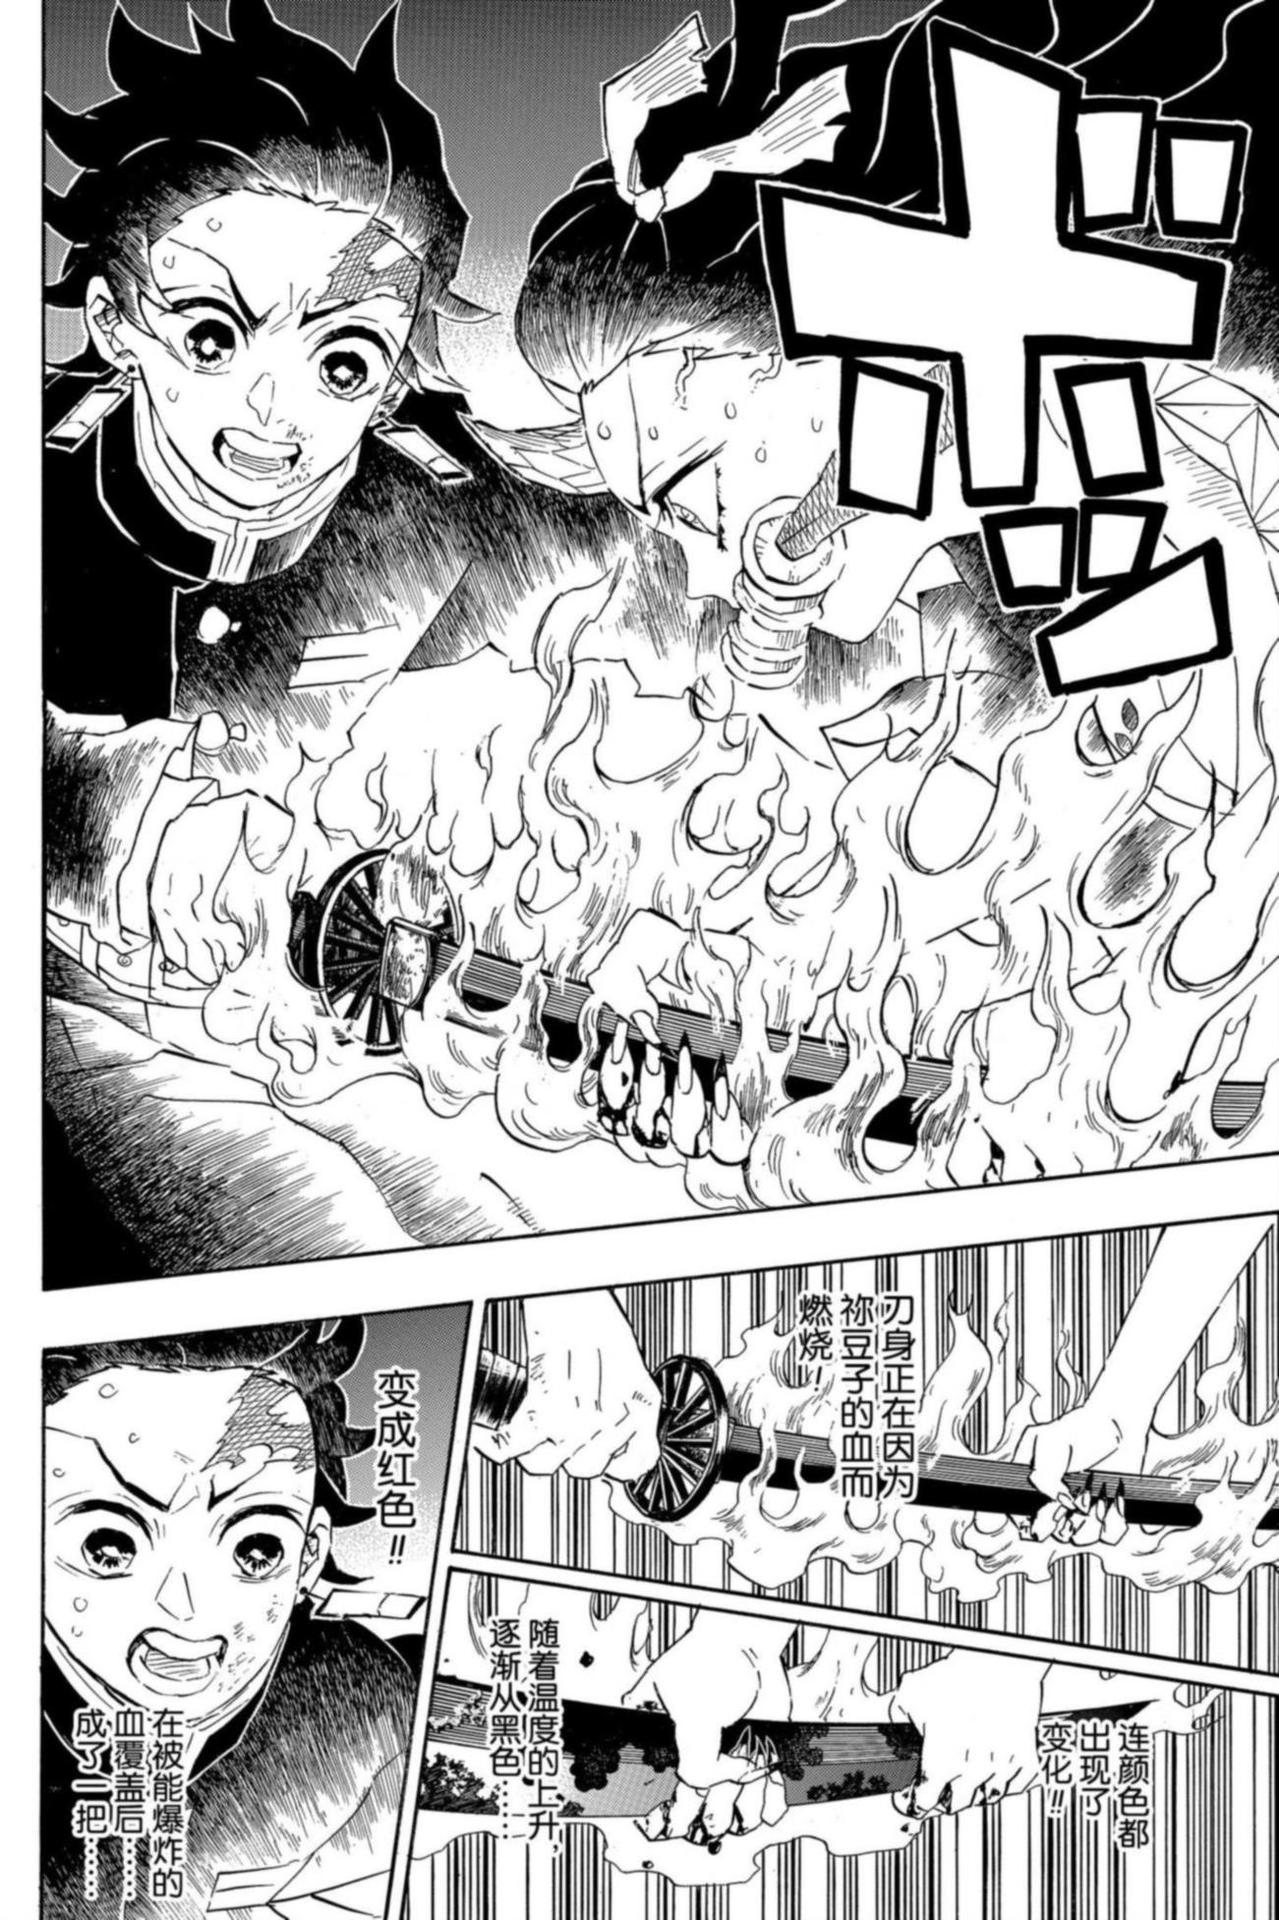 ボッ
刃身正在因为
祢豆子的血而
燃烧!
连颜色都
出现了
变化!!
随着温度的上升,
逐渐从黑色……
变成红色!!
在被能爆炸的
血覆盖后……
成了一把……